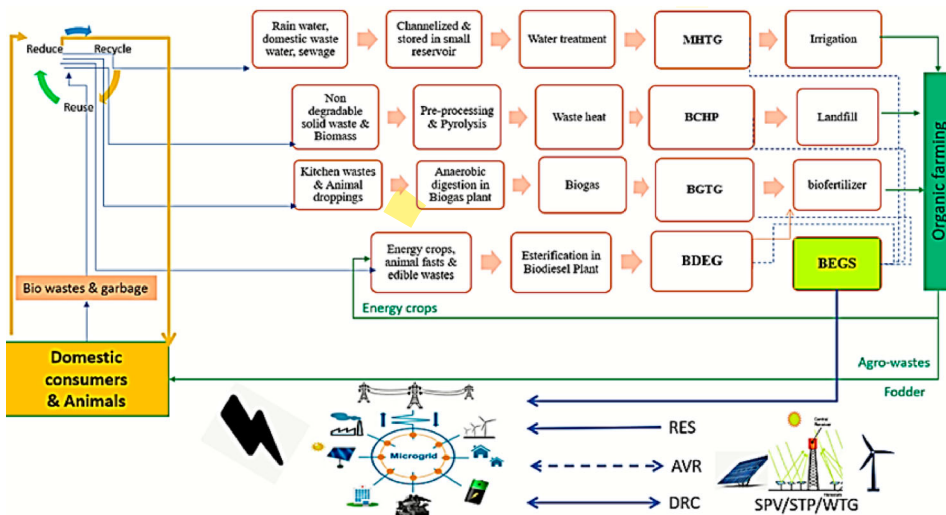 Reduce
Recycle
Reuse
Rain water,
domestic waste
water, sewage
Channelized &
stored in small
reservoir
Water treatment
MHTG
Irrigation
Non
degradable
solid waste &
Biomass
Pre-processing
& Pyrolysis
Waste heat
BCHP
Landfill
Kitchen wastes
& Animal
droppings
Anaerobic
digestion in
Biogas plant
Biogas
BGTG
biofertilizer
Energy crops,
animal fasts &
edible wastes
Esterification in
Biodiesel Plant
BDEG
BEGS
Organic farming
Bio wastes & garbage
Energy crops
Domestic
consumers
& Animals
Agro-wastes
Fodder
Microgrid
RES
AVR
DRC
Central
Receiver
SPV/STP/WTG